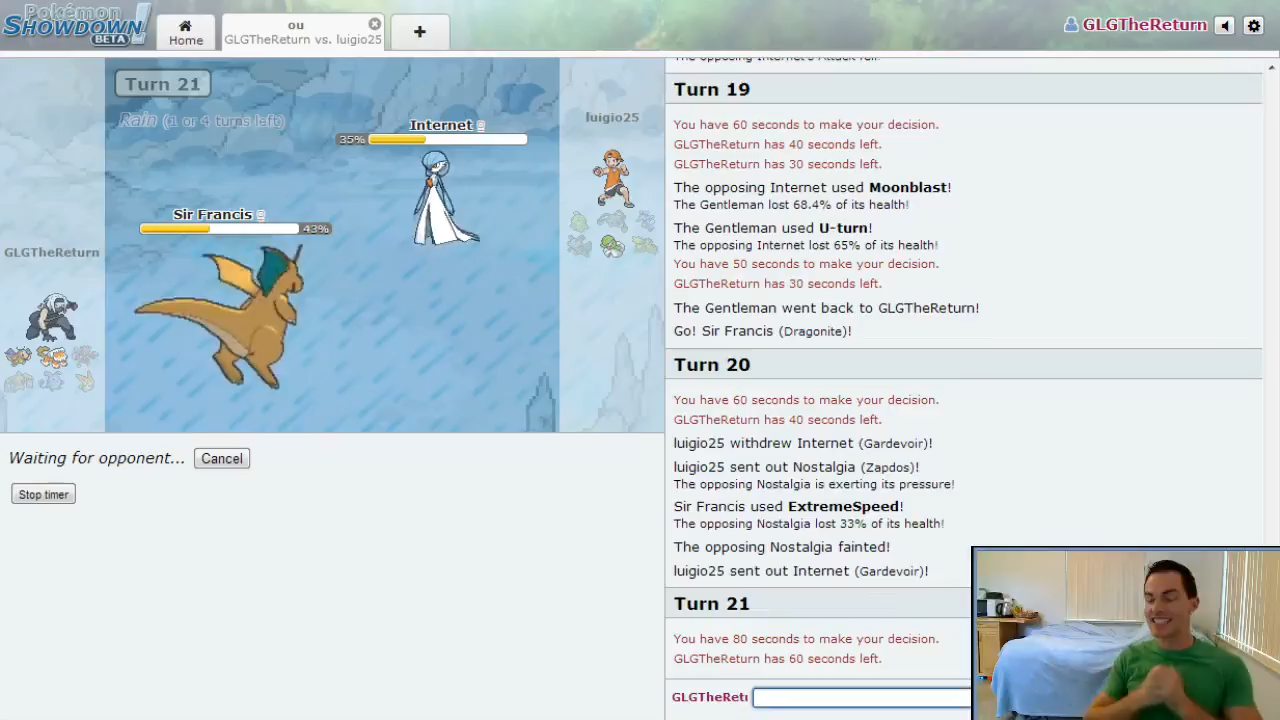 Pokémon
Showdown!
BETA
Home
ou
GLGTheReturn vs. luigio25
+
GLGTheReturn
Turn 21
Rain (1 or 4 turns left)
Internet
35%
luigio25
Sir Francis
43%
GLGTheReturn
Waiting for opponent...
Cancel
Stop timer
Turn 19
You have 60 seconds to make your decision.
GLGTheReturn has 40 seconds left.
GLGTheReturn has 30 seconds left.
The opposing Internet used Moonblast!
The Gentleman lost 68.4% of its health!
The Gentleman used U-turn!
The opposing Internet lost 65% of its health!
You have 50 seconds to make your decision.
GLGTheReturn has 30 seconds left.
The Gentleman went back to GLGTheReturn!
Go! Sir Francis (Dragonite)!
Turn 20
You have 60 seconds to make your decision.
GLGTheReturn has 40 seconds left.
luigio25 withdrew Internet (Gardevoir)!
luigio25 sent out Nostalgia (Zapdos)!
The opposing Nostalgia is exerting its pressure!
Sir Francis used ExtremeSpeed!
The opposing Nostalgia lost 33% of its health!
The opposing Nostalgia fainted!
luigio25 sent out Internet (Gardevoir)!
Turn 21
You have 80 seconds to make your decision.
GLGTheReturn has 60 seconds left.
GLGTheRet